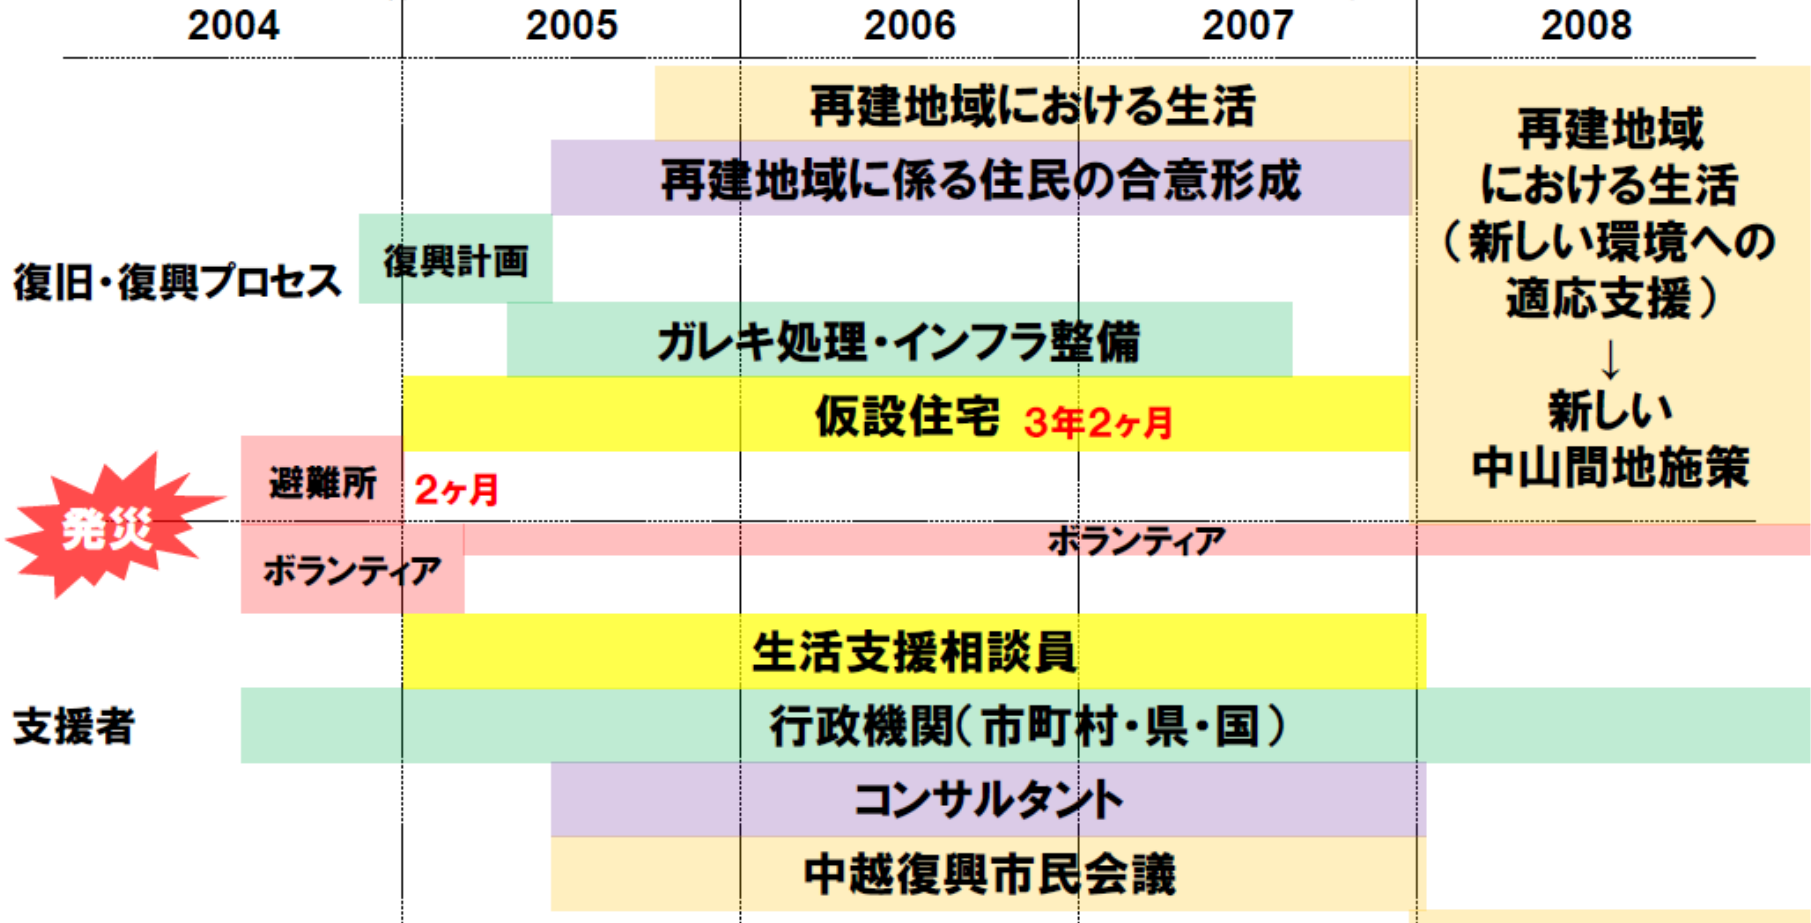 2004 2005 2006 2007 2008
再建地域における生活
再建地域に係る住民の合意形成
復興計画
復旧・復興プロセス
ガレキ処理・インフラ整備
仮設住宅 3年2ヶ月
避難所 2ヶ月
再建地域
における生活
（新しい環境への
適応支援）
↓
新しい
中山間地施策
発災
ボランティア
ボランティア
生活支援相談員
支援者
行政機関（市町村・県・国）
コンサルタント
中越復興市民会議